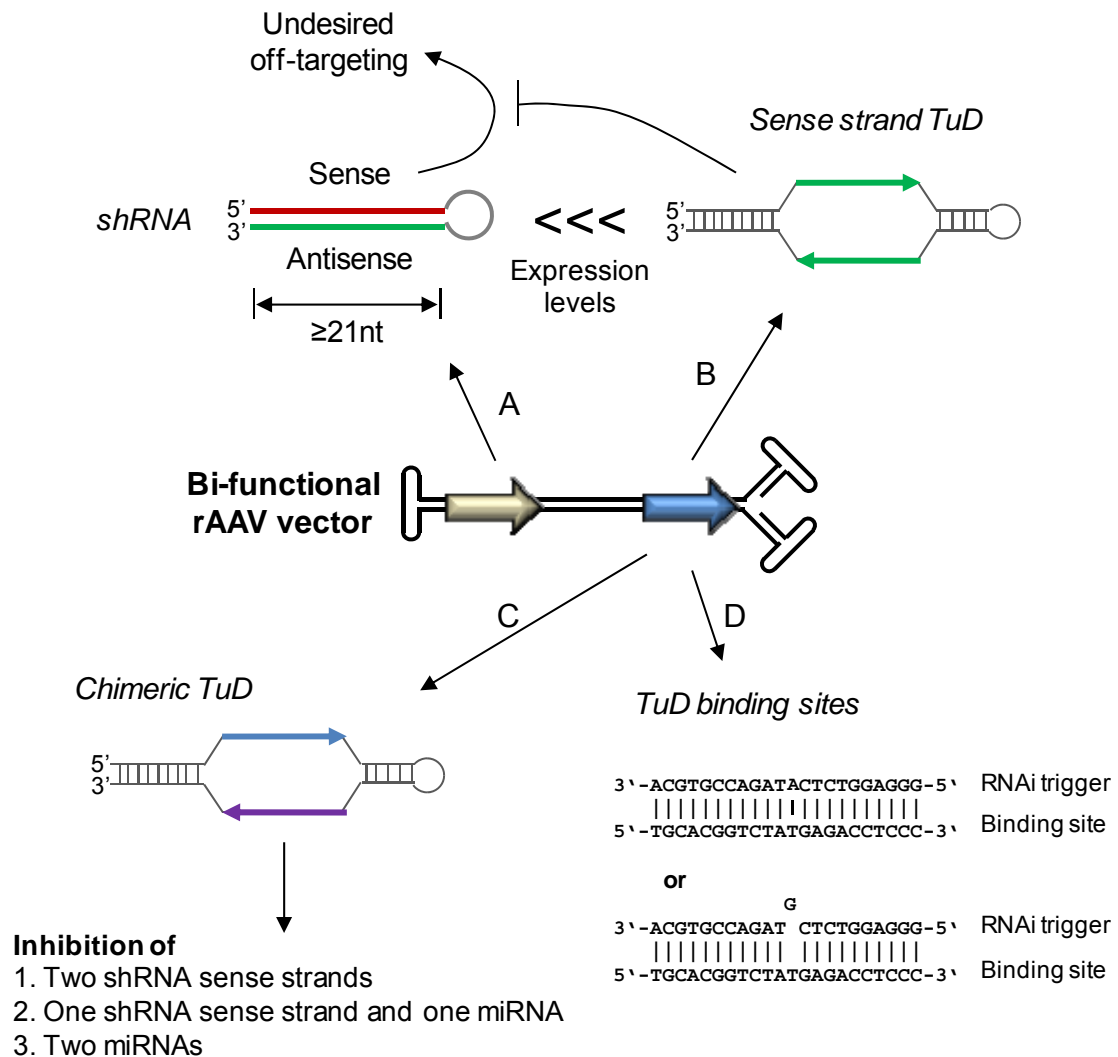 Undesired
off-targeting
Sense strand TuD
Sense
shRNA
5’
3’
Antisense
≥21nt
<<<
Expression
levels
5’
3’
A
B
Bi-functional
rAAV vector
C
D
Chimeric TuD
5’
3’
Inhibition of
1. Two shRNA sense strands
2. One shRNA sense strand and one miRNA
3. Two miRNAs
TuD binding sites
3‘-ACGTGCCAGATACTCTGGAGGG-5‘ RNAi trigger
5‘-TGCACGGTCTATGAGACCTCCC-3‘ Binding site
or
G
3‘-ACGTGCCAGAT CTCTGGAGGG-5‘ RNAi trigger
5‘-TGCACGGTCTATGAGACCTCCC-3‘ Binding site